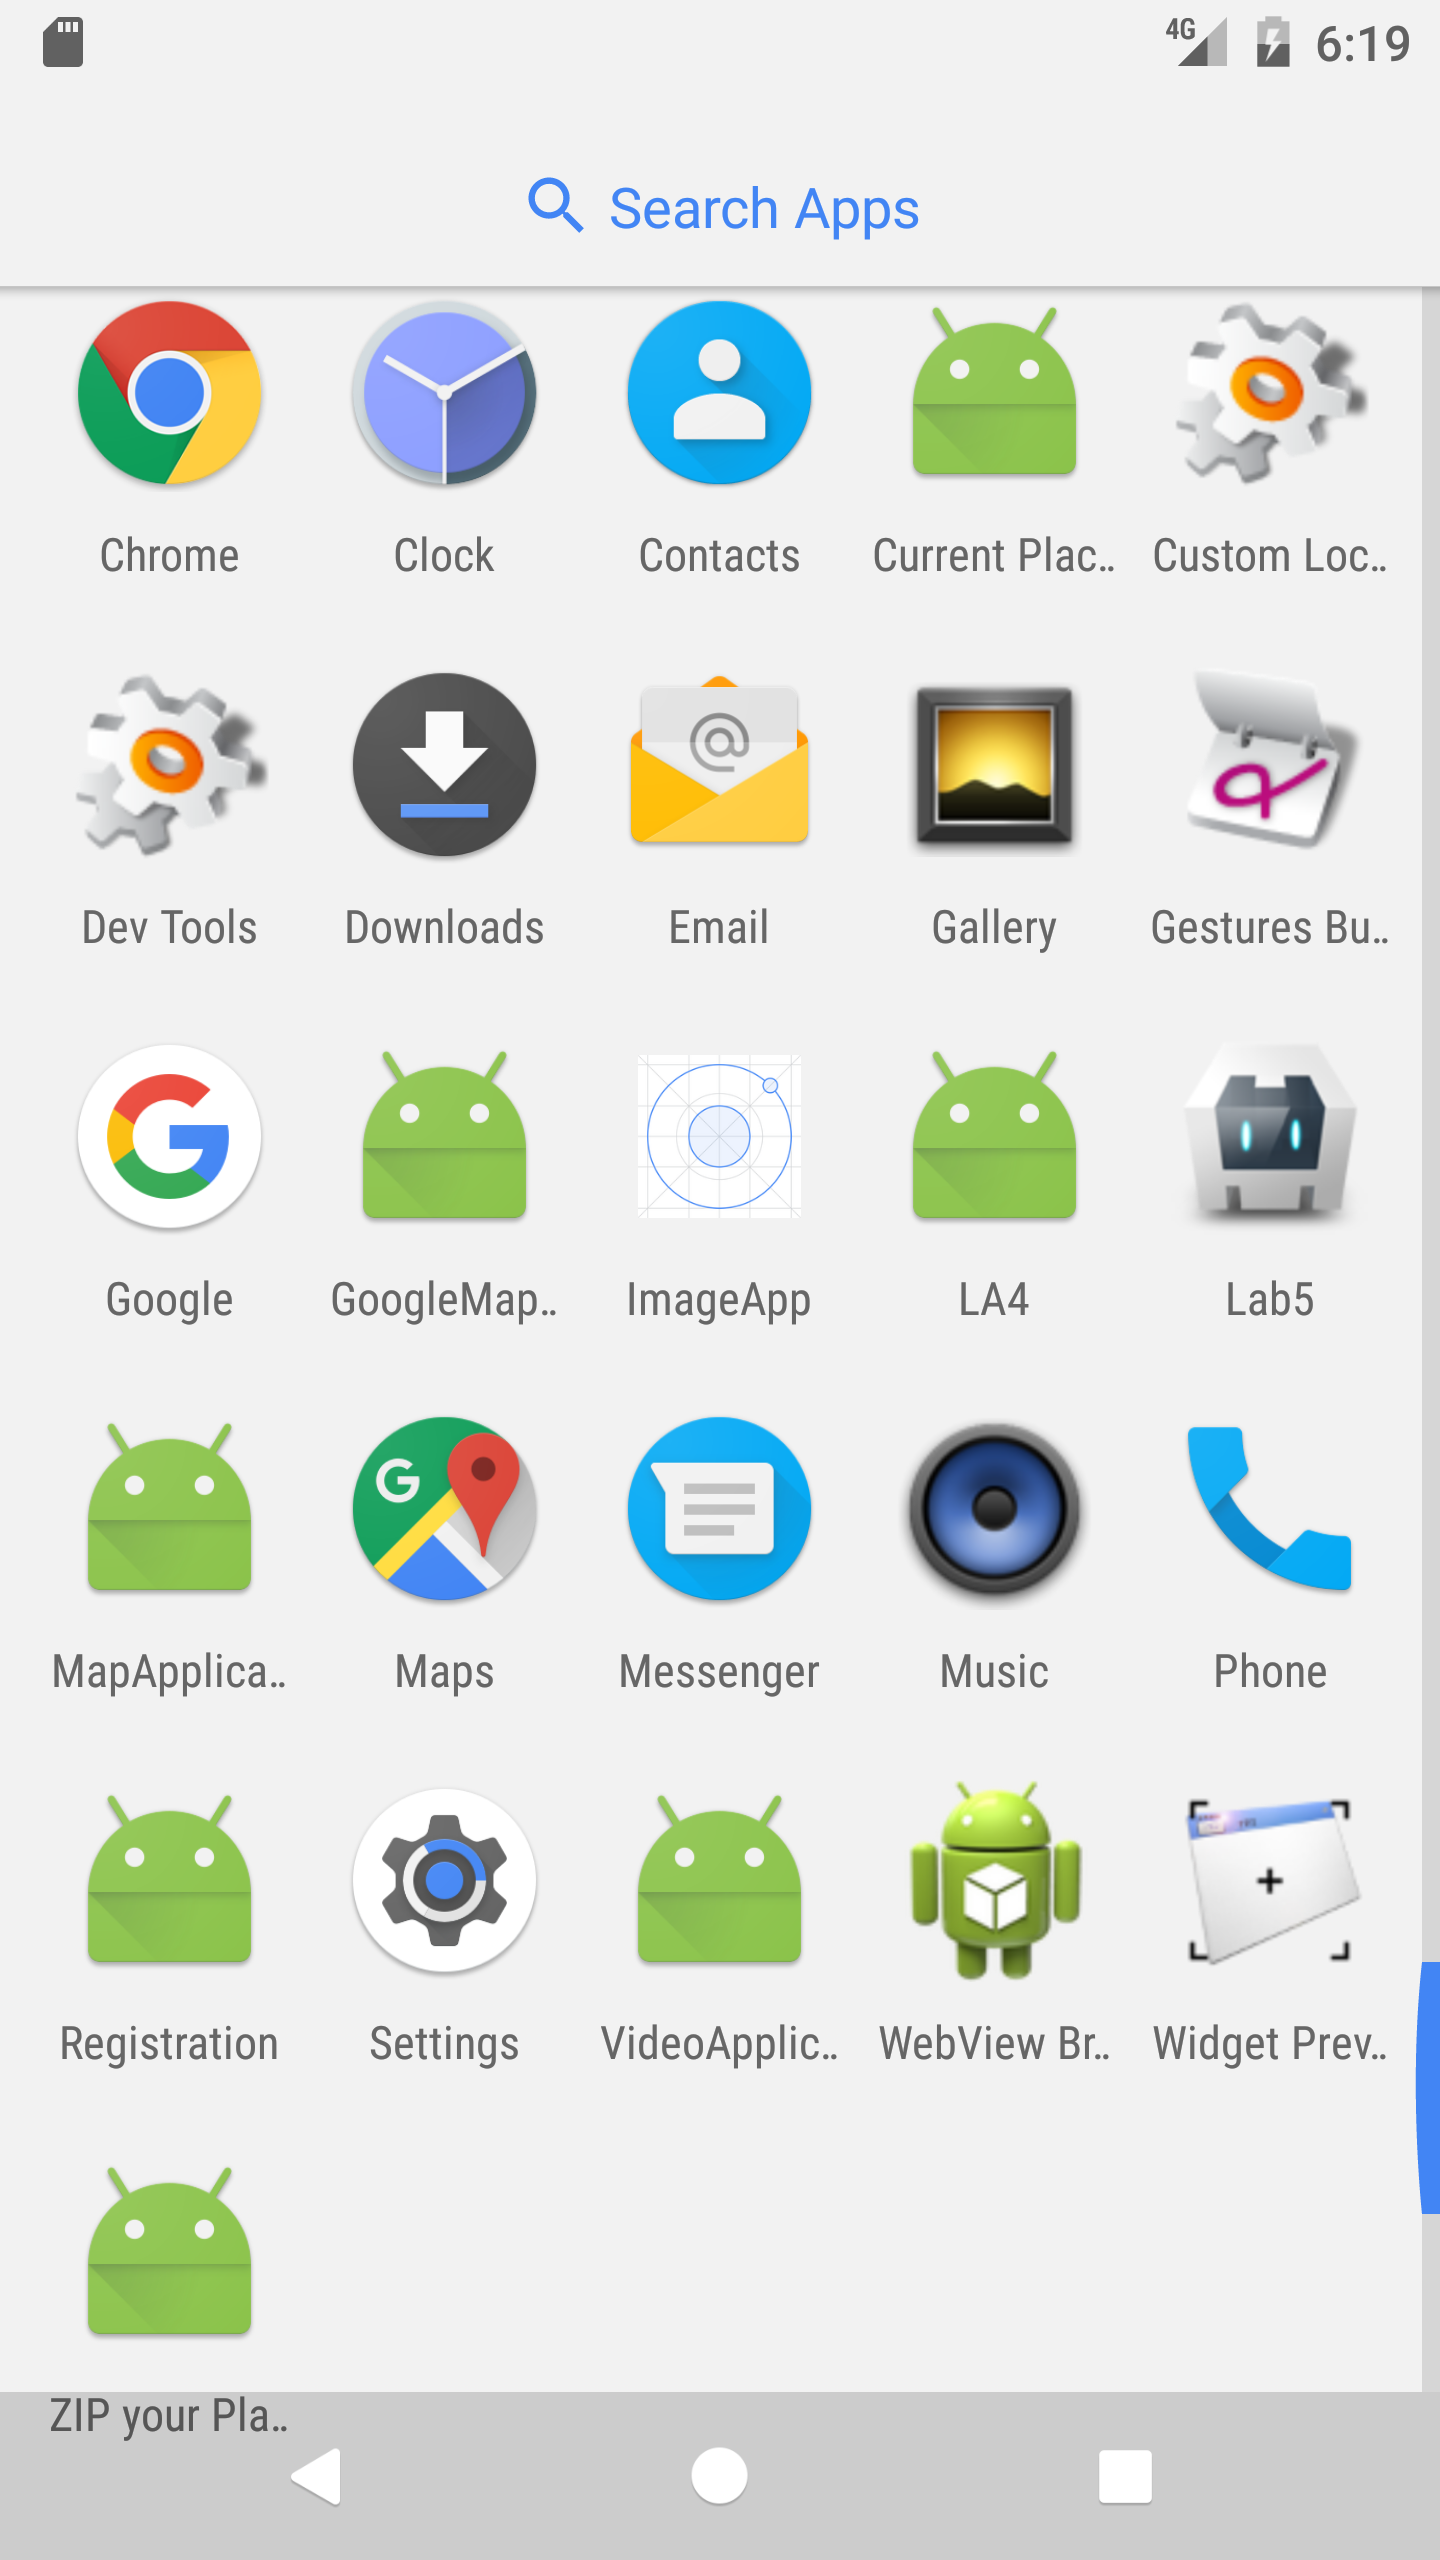 4G 6:19
Search Apps
Chrome Clock Contacts Current Plac… Custom Loc…
Dev Tools Downloads Email Gallery Gestures Bu…
Google GoogleMap… ImageApp LA4 Lab5
MapApplica… Maps Messenger Music Phone
Registration Settings VideoApplic… WebView Br… Widget Prev…
ZIP your Pla…